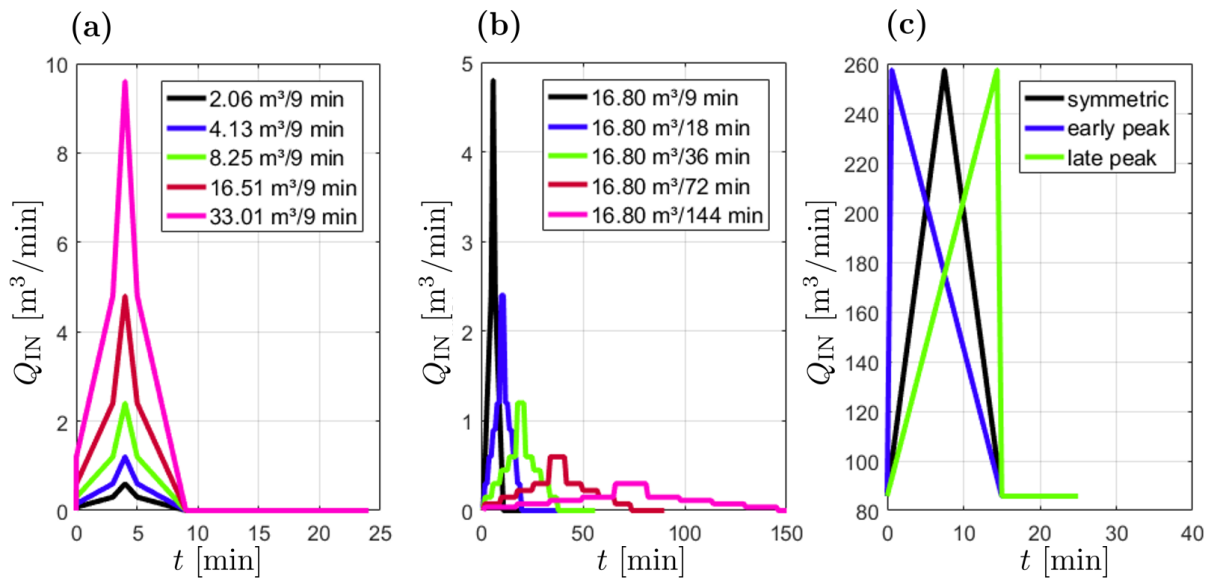 (a)
10
8
6
4
2
0
Q_IN [m³/min]
2.06 m³/9 min
4.13 m³/9 min
8.25 m³/9 min
16.51 m³/9 min
33.01 m³/9 min
0 5 10 15 20 25
t [min]
(b)
5
4
3
2
1
0
Q_IN [m³/min]
16.80 m³/9 min
16.80 m³/18 min
16.80 m³/36 min
16.80 m³/72 min
16.80 m³/144 min
0 50 100 150
t [min]
(c)
260
240
220
200
180
160
140
120
100
80
Q_IN [m³/min]
symmetric
early peak
late peak
0 10 20 30 40
t [min]